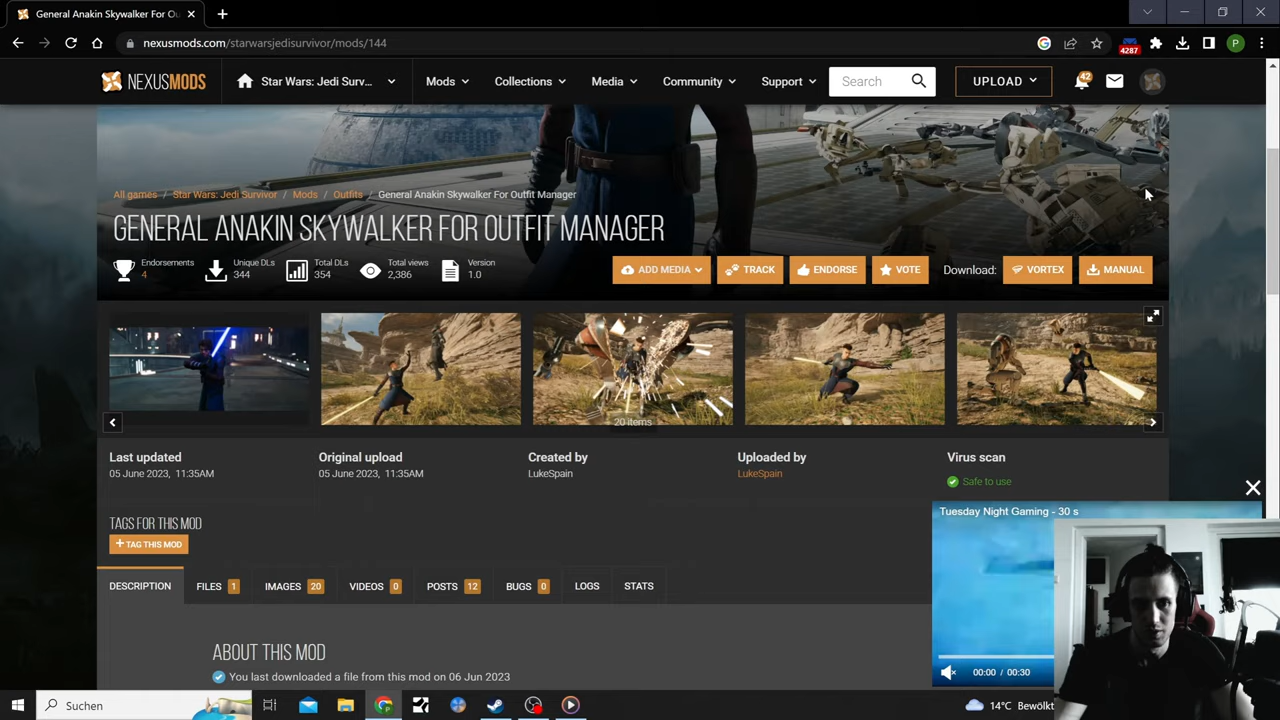 General Anakin Skywalker For Ou
nexusmods.com/starwarsjedisurvivor/mods/144
4287
P
NEXUSMODS
Star Wars: Jedi Surv...
Mods
Collections
Media
Community
Support
Search
UPLOAD
42
All games / Star Wars: Jedi Survivor / Mods / Outfits / General Anakin Skywalker For Outfit Manager
GENERAL ANAKIN SKYWALKER FOR OUTFIT MANAGER
Endorsements
4
Unique DLs
344
Total DLs
354
Total views
2,386
Version
1.0
ADD MEDIA
TRACK
ENDORSE
VOTE
Download:
VORTEX
MANUAL
20 items
Last updated
05 June 2023, 11:35AM
Original upload
05 June 2023, 11:35AM
Created by
LukeSpain
Uploaded by
LukeSpain
Virus scan
Safe to use
Tuesday Night Gaming - 30 s
TAGS FOR THIS MOD
+ TAG THIS MOD
DESCRIPTION
FILES 1
IMAGES 20
VIDEOS 0
POSTS 12
BUGS 0
LOGS
STATS
ABOUT THIS MOD
You last downloaded a file from this mod on 06 Jun 2023
00:00 / 00:30
Suchen
14°C Bewölkt